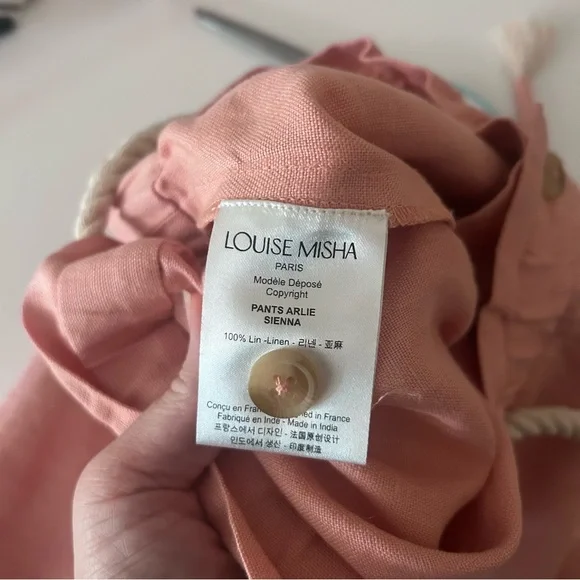 LOUISE MISHA
PARIS
Modèle Déposé
Copyright
PANTS ARLIE
SIENNA
100% Lin -Linen - 리넨 - 亚麻
Conçu en in France
Fabriqué en Inde - Made in India
프랑스에서 디자인 - 法国原创设计
인도에서 생산 - 印度制造